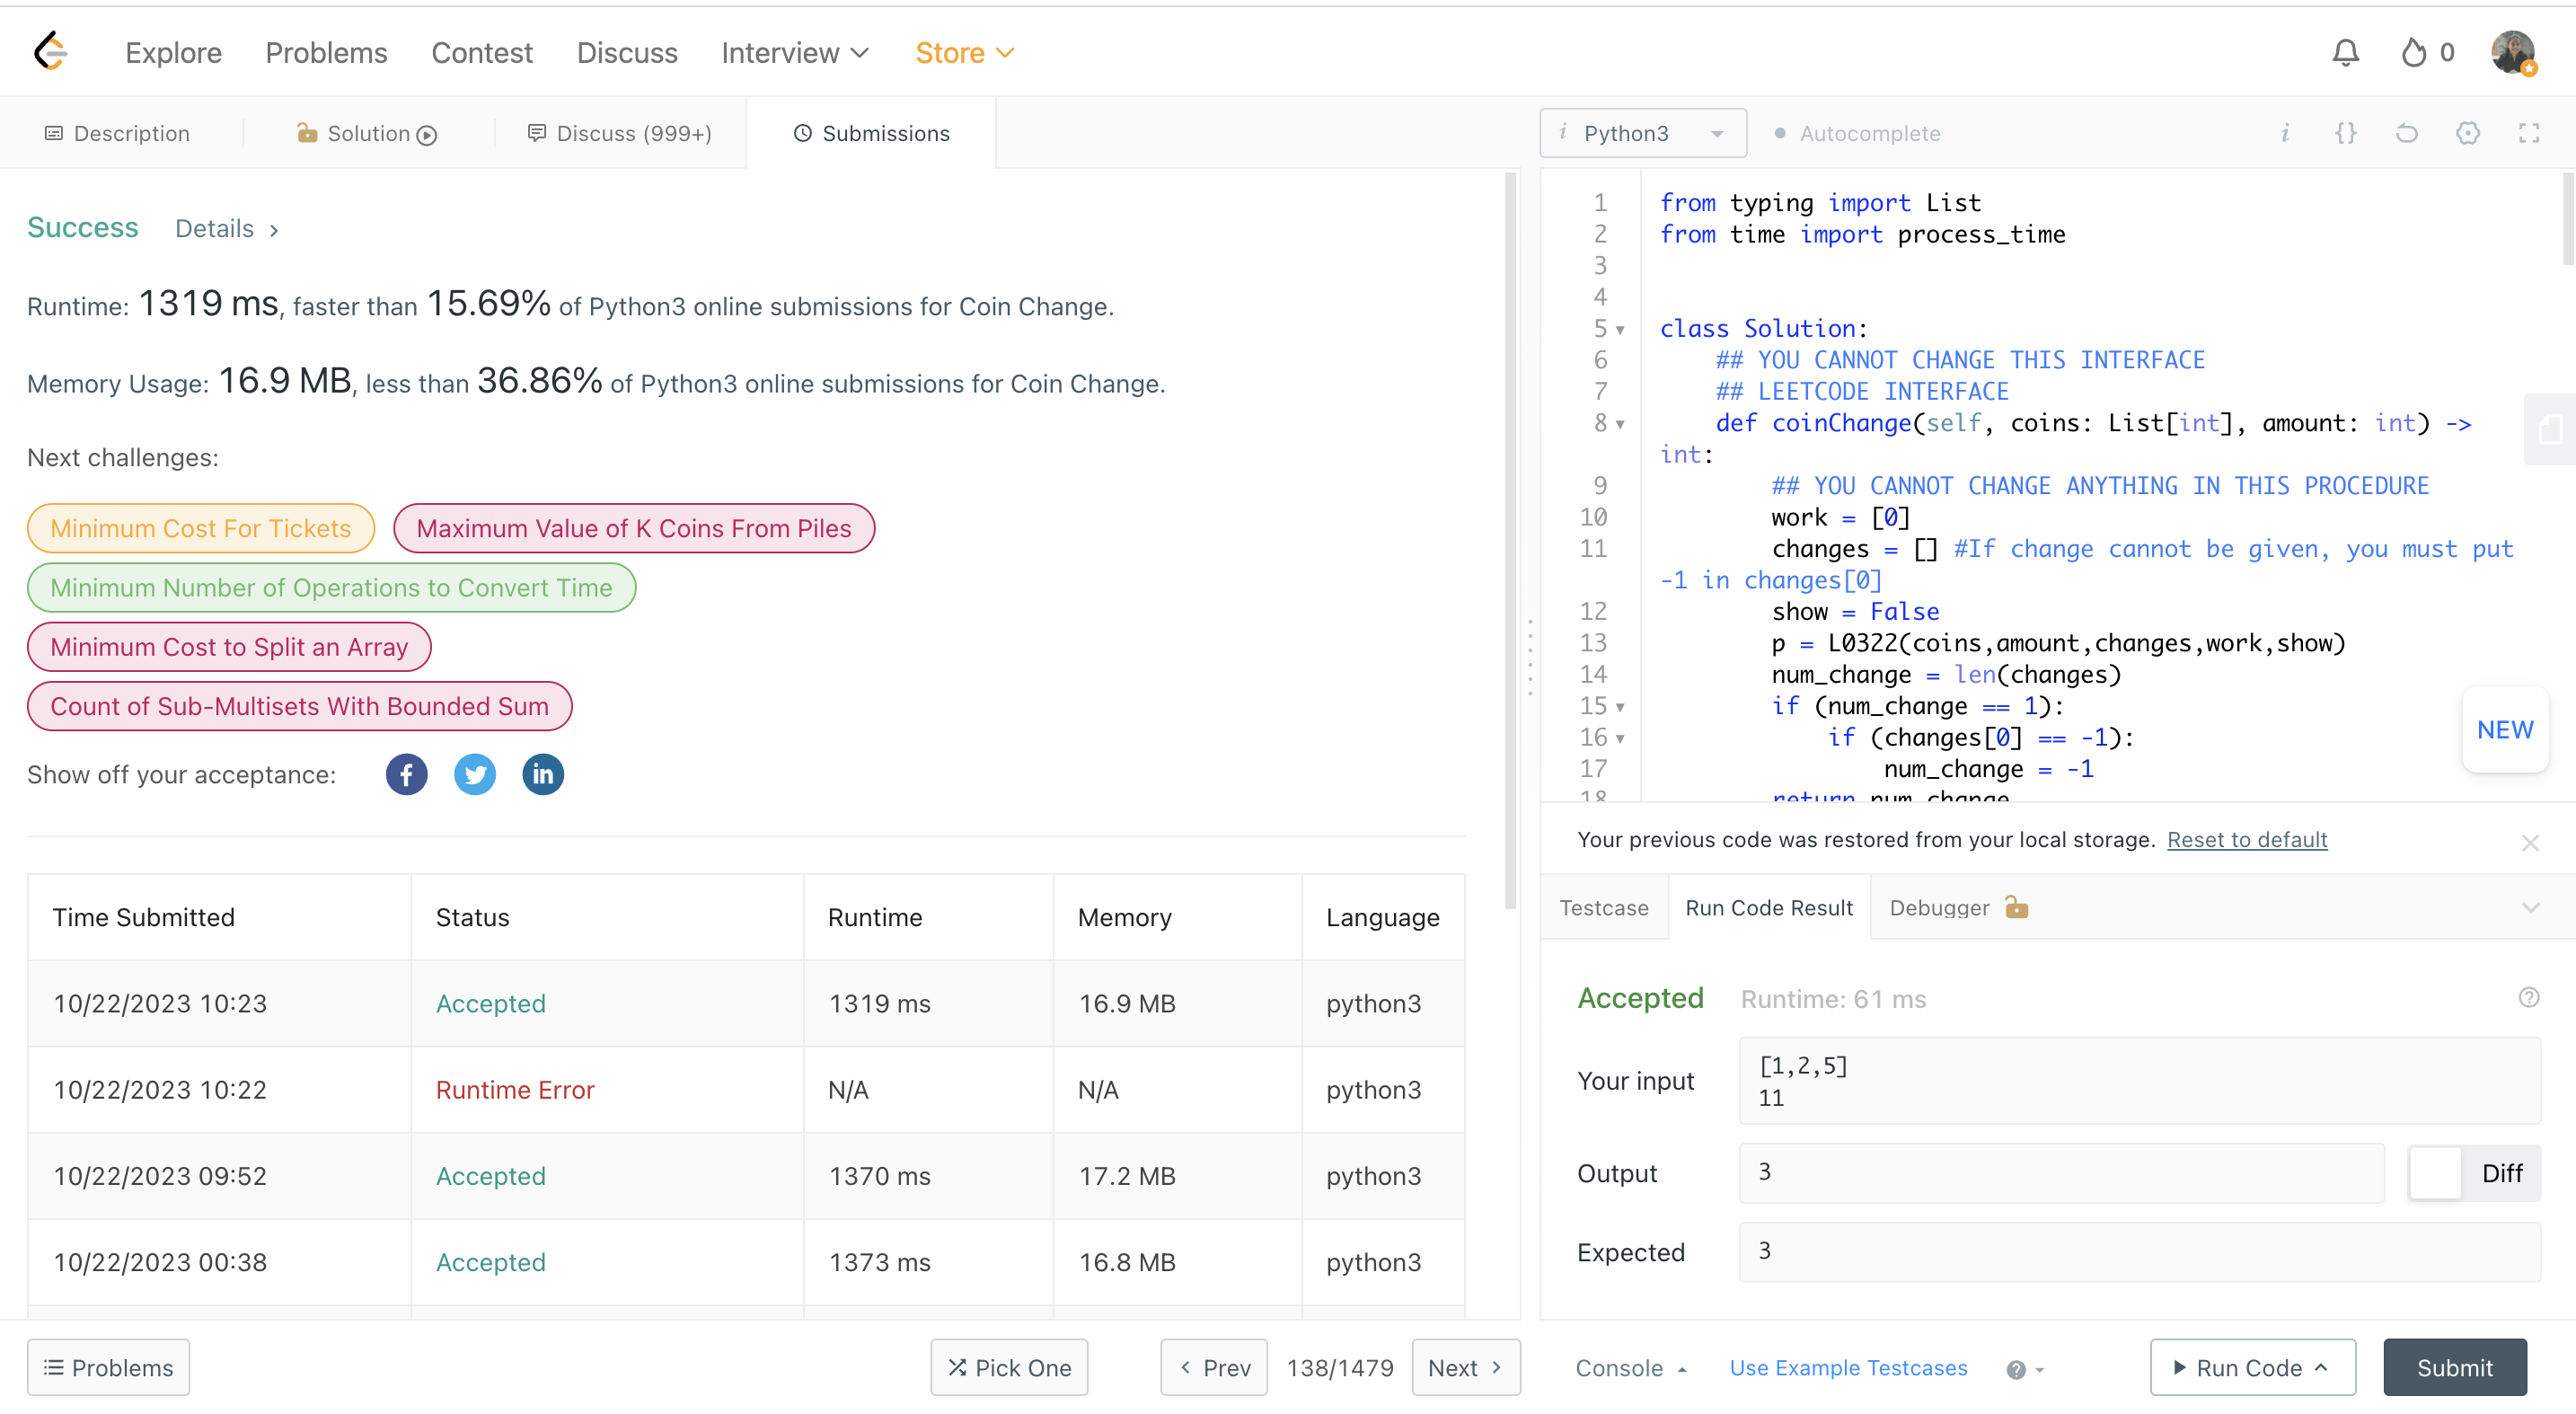 Explore Problems Contest Discuss Interview Store 0
Description Solution Discuss (999+) Submissions
Success Details >
Runtime: 1319 ms, faster than 15.69% of Python3 online submissions for Coin Change.
Memory Usage: 16.9 MB, less than 36.86% of Python3 online submissions for Coin Change.
Next challenges:
Minimum Cost For Tickets Maximum Value of K Coins From Piles
Minimum Number of Operations to Convert Time
Minimum Cost to Split an Array
Count of Sub-Multisets With Bounded Sum
Show off your acceptance:
Time Submitted Status Runtime Memory Language
10/22/2023 10:23 Accepted 1319 ms 16.9 MB python3
10/22/2023 10:22 Runtime Error N/A N/A python3
10/22/2023 09:52 Accepted 1370 ms 17.2 MB python3
10/22/2023 00:38 Accepted 1373 ms 16.8 MB python3
Problems Pick One < Prev 138/1479 Next >
i Python3 Autocomplete i {}
1 from typing import List
2 from time import process_time
3
4
5 class Solution:
6 ## YOU CANNOT CHANGE THIS INTERFACE
7 ## LEETCODE INTERFACE
8 def coinChange(self, coins: List[int], amount: int) ->
int:
9 ## YOU CANNOT CHANGE ANYTHING IN THIS PROCEDURE
10 work = [0]
11 changes = [] #If change cannot be given, you must put
-1 in changes[0]
12 show = False
13 p = L0322(coins,amount,changes,work,show)
14 num_change = len(changes)
15 if (num_change == 1):
16 if (changes[0] == -1):
17 num_change = -1
18 return num_change
NEW
Your previous code was restored from your local storage. Reset to default
Testcase Run Code Result Debugger
Accepted Runtime: 61 ms
Your input
[1,2,5]
11
Output 3 Diff
Expected 3
Console Use Example Testcases Run Code Submit